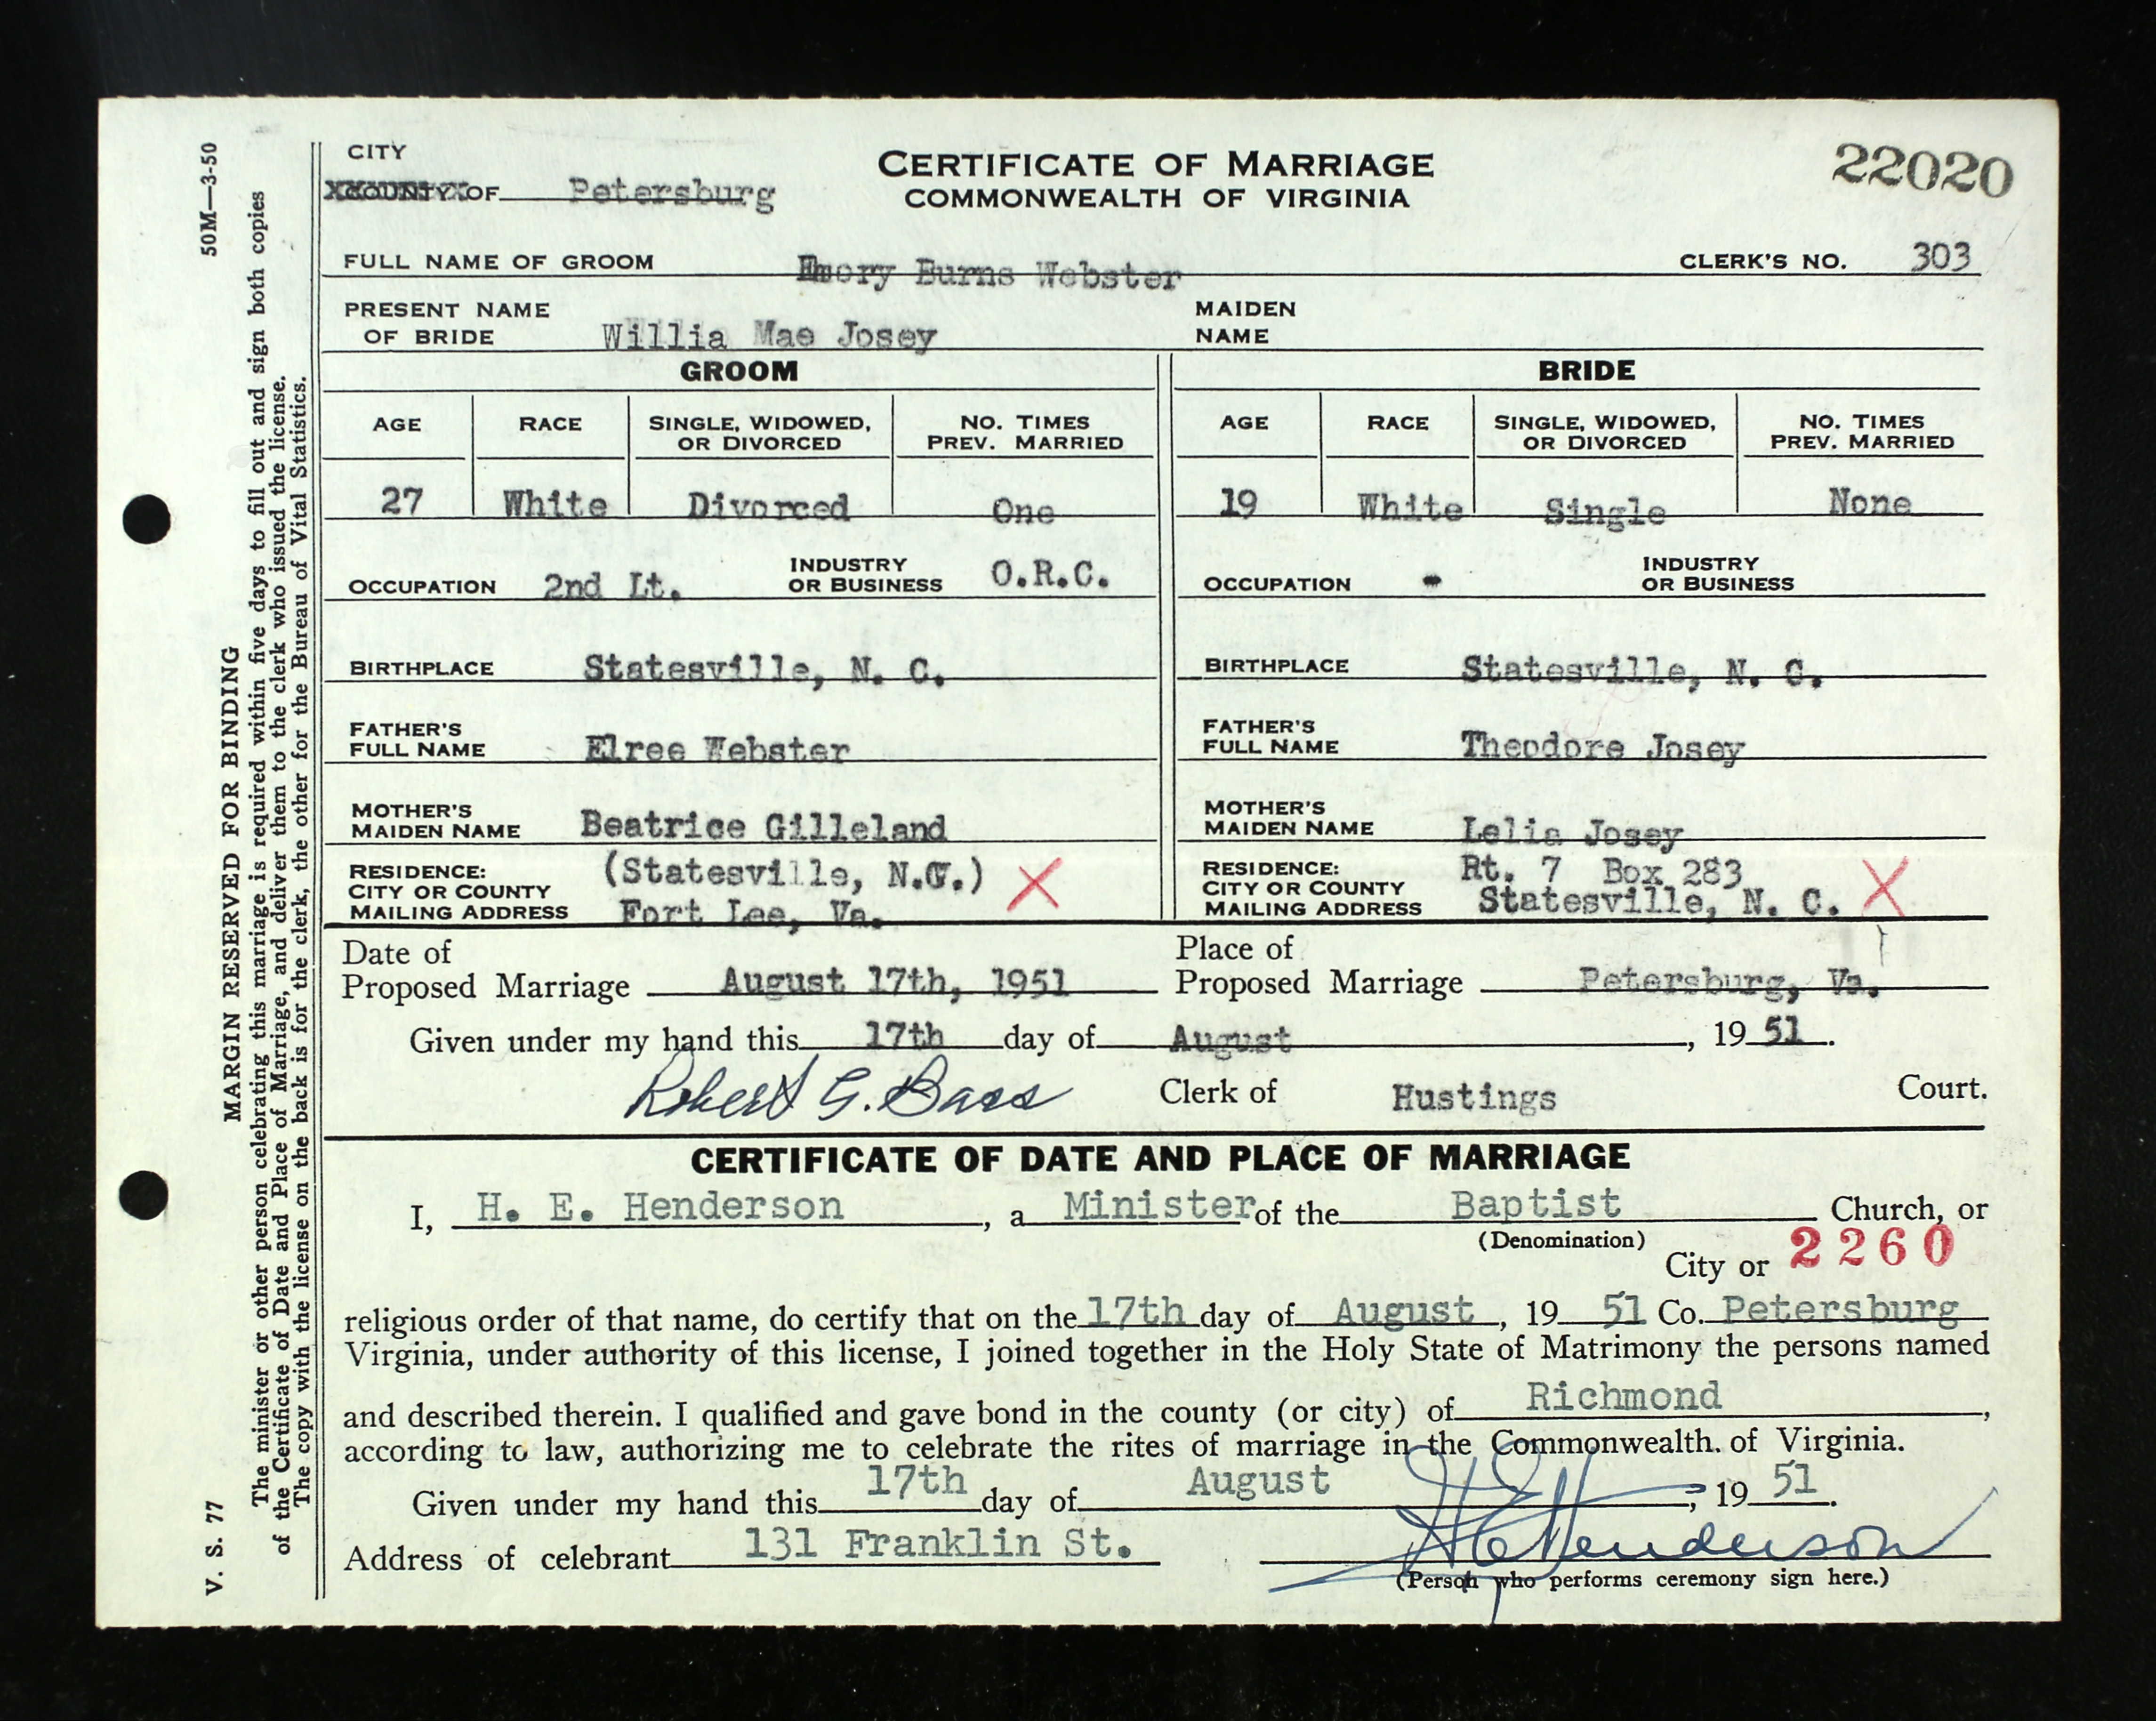 50M—3-50
MARGIN RESERVED FOR BINDING
The minister or other person celebrating this marriage is required within five days to fill out and sign both copies
of the Certificate of Date and Place of Marriage, and deliver them to the clerk who issued the license.
The copy with the license on the back is for the clerk, the other for the Bureau of Vital Statistics.
V. S. 77
CITY
COUNTY OF Petersburg
CERTIFICATE OF MARRIAGE
COMMONWEALTH OF VIRGINIA
22020
FULL NAME OF GROOM Emory Burns Webster CLERK'S NO. 303
PRESENT NAME OF BRIDE Willia Mae Josey MAIDEN NAME
GROOM BRIDE
AGE RACE SINGLE, WIDOWED, OR DIVORCED NO. TIMES PREV. MARRIED AGE RACE SINGLE, WIDOWED, OR DIVORCED NO. TIMES PREV. MARRIED
27 White Divorced One 19 White Single None
OCCUPATION 2nd Lt. INDUSTRY OR BUSINESS O.R.C. OCCUPATION - INDUSTRY OR BUSINESS
BIRTHPLACE Statesville, N. C. BIRTHPLACE Statesville, N. C.
FATHER'S FULL NAME Elree Webster FATHER'S FULL NAME Theodore Josey
MOTHER'S MAIDEN NAME Beatrice Gilleland MOTHER'S MAIDEN NAME Lelia Josey
RESIDENCE: CITY OR COUNTY MAILING ADDRESS (Statesville, N.C.) Fort Lee, Va. X RESIDENCE: CITY OR COUNTY MAILING ADDRESS Rt. 7 Box 283 Statesville, N. C. X
Date of Proposed Marriage August 17th, 1951 Place of Proposed Marriage Petersburg, Va.
Given under my hand this 17th day of August, 19 51.
Robert G. Bass Clerk of Hustings Court.
CERTIFICATE OF DATE AND PLACE OF MARRIAGE
I, H. E. Henderson, a Minister of the Baptist Church, or
(Denomination)
City or 2260
religious order of that name, do certify that on the 17th day of August, 19 51 Co. Petersburg
Virginia, under authority of this license, I joined together in the Holy State of Matrimony the persons named
and described therein. I qualified and gave bond in the county (or city) of Richmond,
according to law, authorizing me to celebrate the rites of marriage in the Commonwealth of Virginia.
Given under my hand this 17th day of August, 19 51.
Address of celebrant 131 Franklin St. H E Henderson
(Person who performs ceremony sign here.)